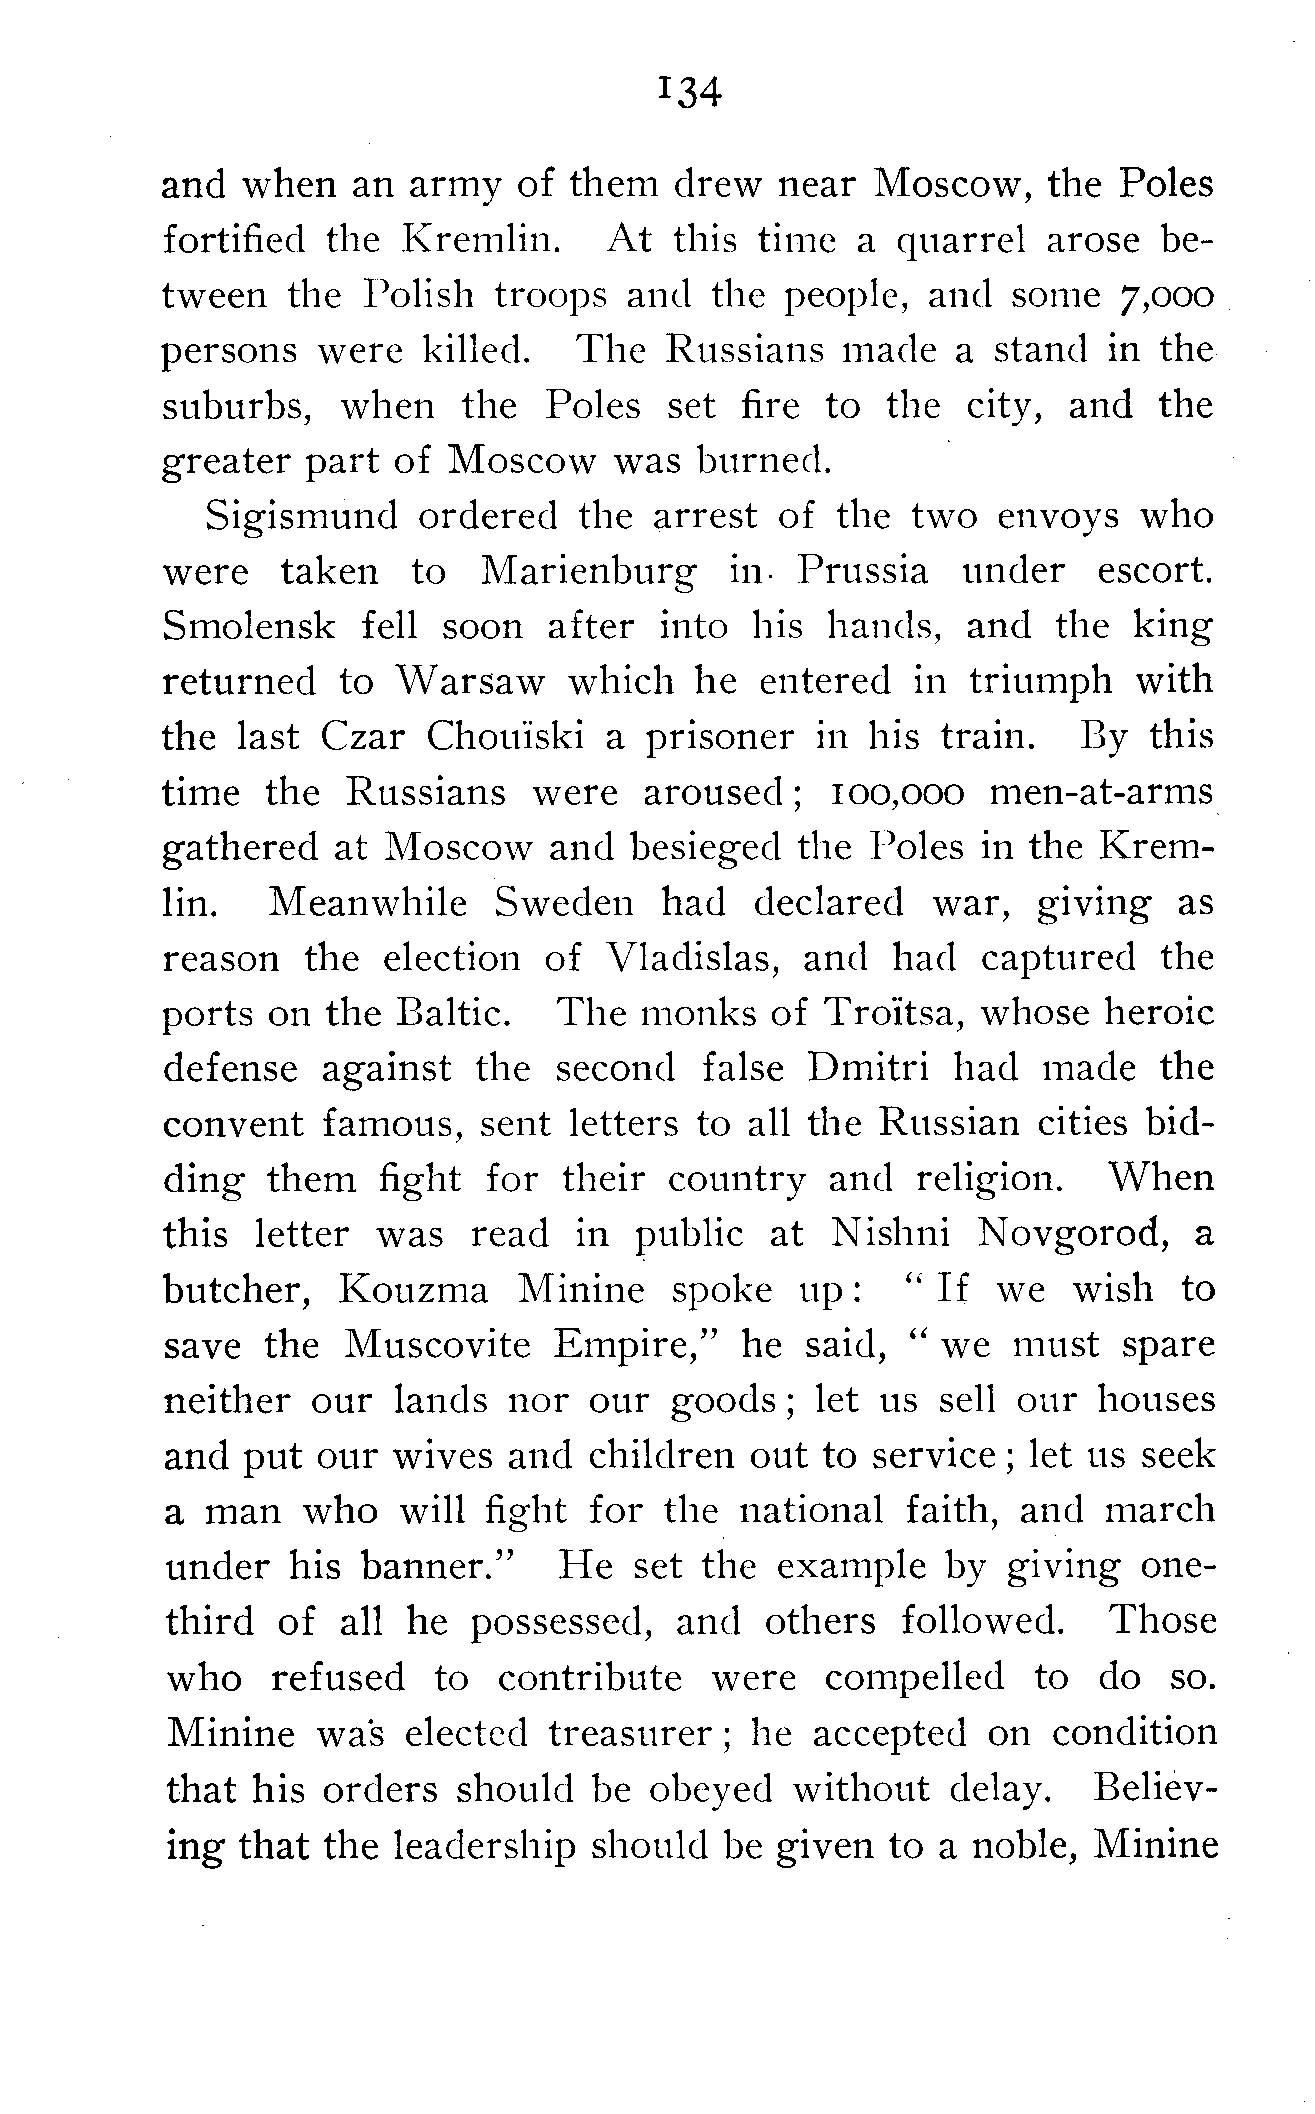 134
and when an army of them drew near Moscow, the Poles
fortified the Kremlin. At this time a quarrel arose be-
tween the Polish troops and the people, and some 7,000
persons were killed. The Russians made a stand in the
suburbs, when the Poles set fire to the city, and the
greater part of Moscow was burned.
Sigismund ordered the arrest of the two envoys who
were taken to Marienburg in Prussia under escort.
Smolensk fell soon after into his hands, and the king
returned to Warsaw which he entered in triumph with
the last Czar Chouïski a prisoner in his train. By this
time the Russians were aroused; 100,000 men-at-arms
gathered at Moscow and besieged the Poles in the Krem-
lin. Meanwhile Sweden had declared war, giving as
reason the election of Vladislas, and had captured the
ports on the Baltic. The monks of Troïtsa, whose heroic
defense against the second false Dmitri had made the
convent famous, sent letters to all the Russian cities bid-
ding them fight for their country and religion. When
this letter was read in public at Nishni Novgorod, a
butcher, Kouzma Minine spoke up: "If we wish to
save the Muscovite Empire," he said, "we must spare
neither our lands nor our goods; let us sell our houses
and put our wives and children out to service; let us seek
a man who will fight for the national faith, and march
under his banner." He set the example by giving one-
third of all he possessed, and others followed. Those
who refused to contribute were compelled to do so.
Minine was elected treasurer; he accepted on condition
that his orders should be obeyed without delay. Believ-
ing that the leadership should be given to a noble, Minine